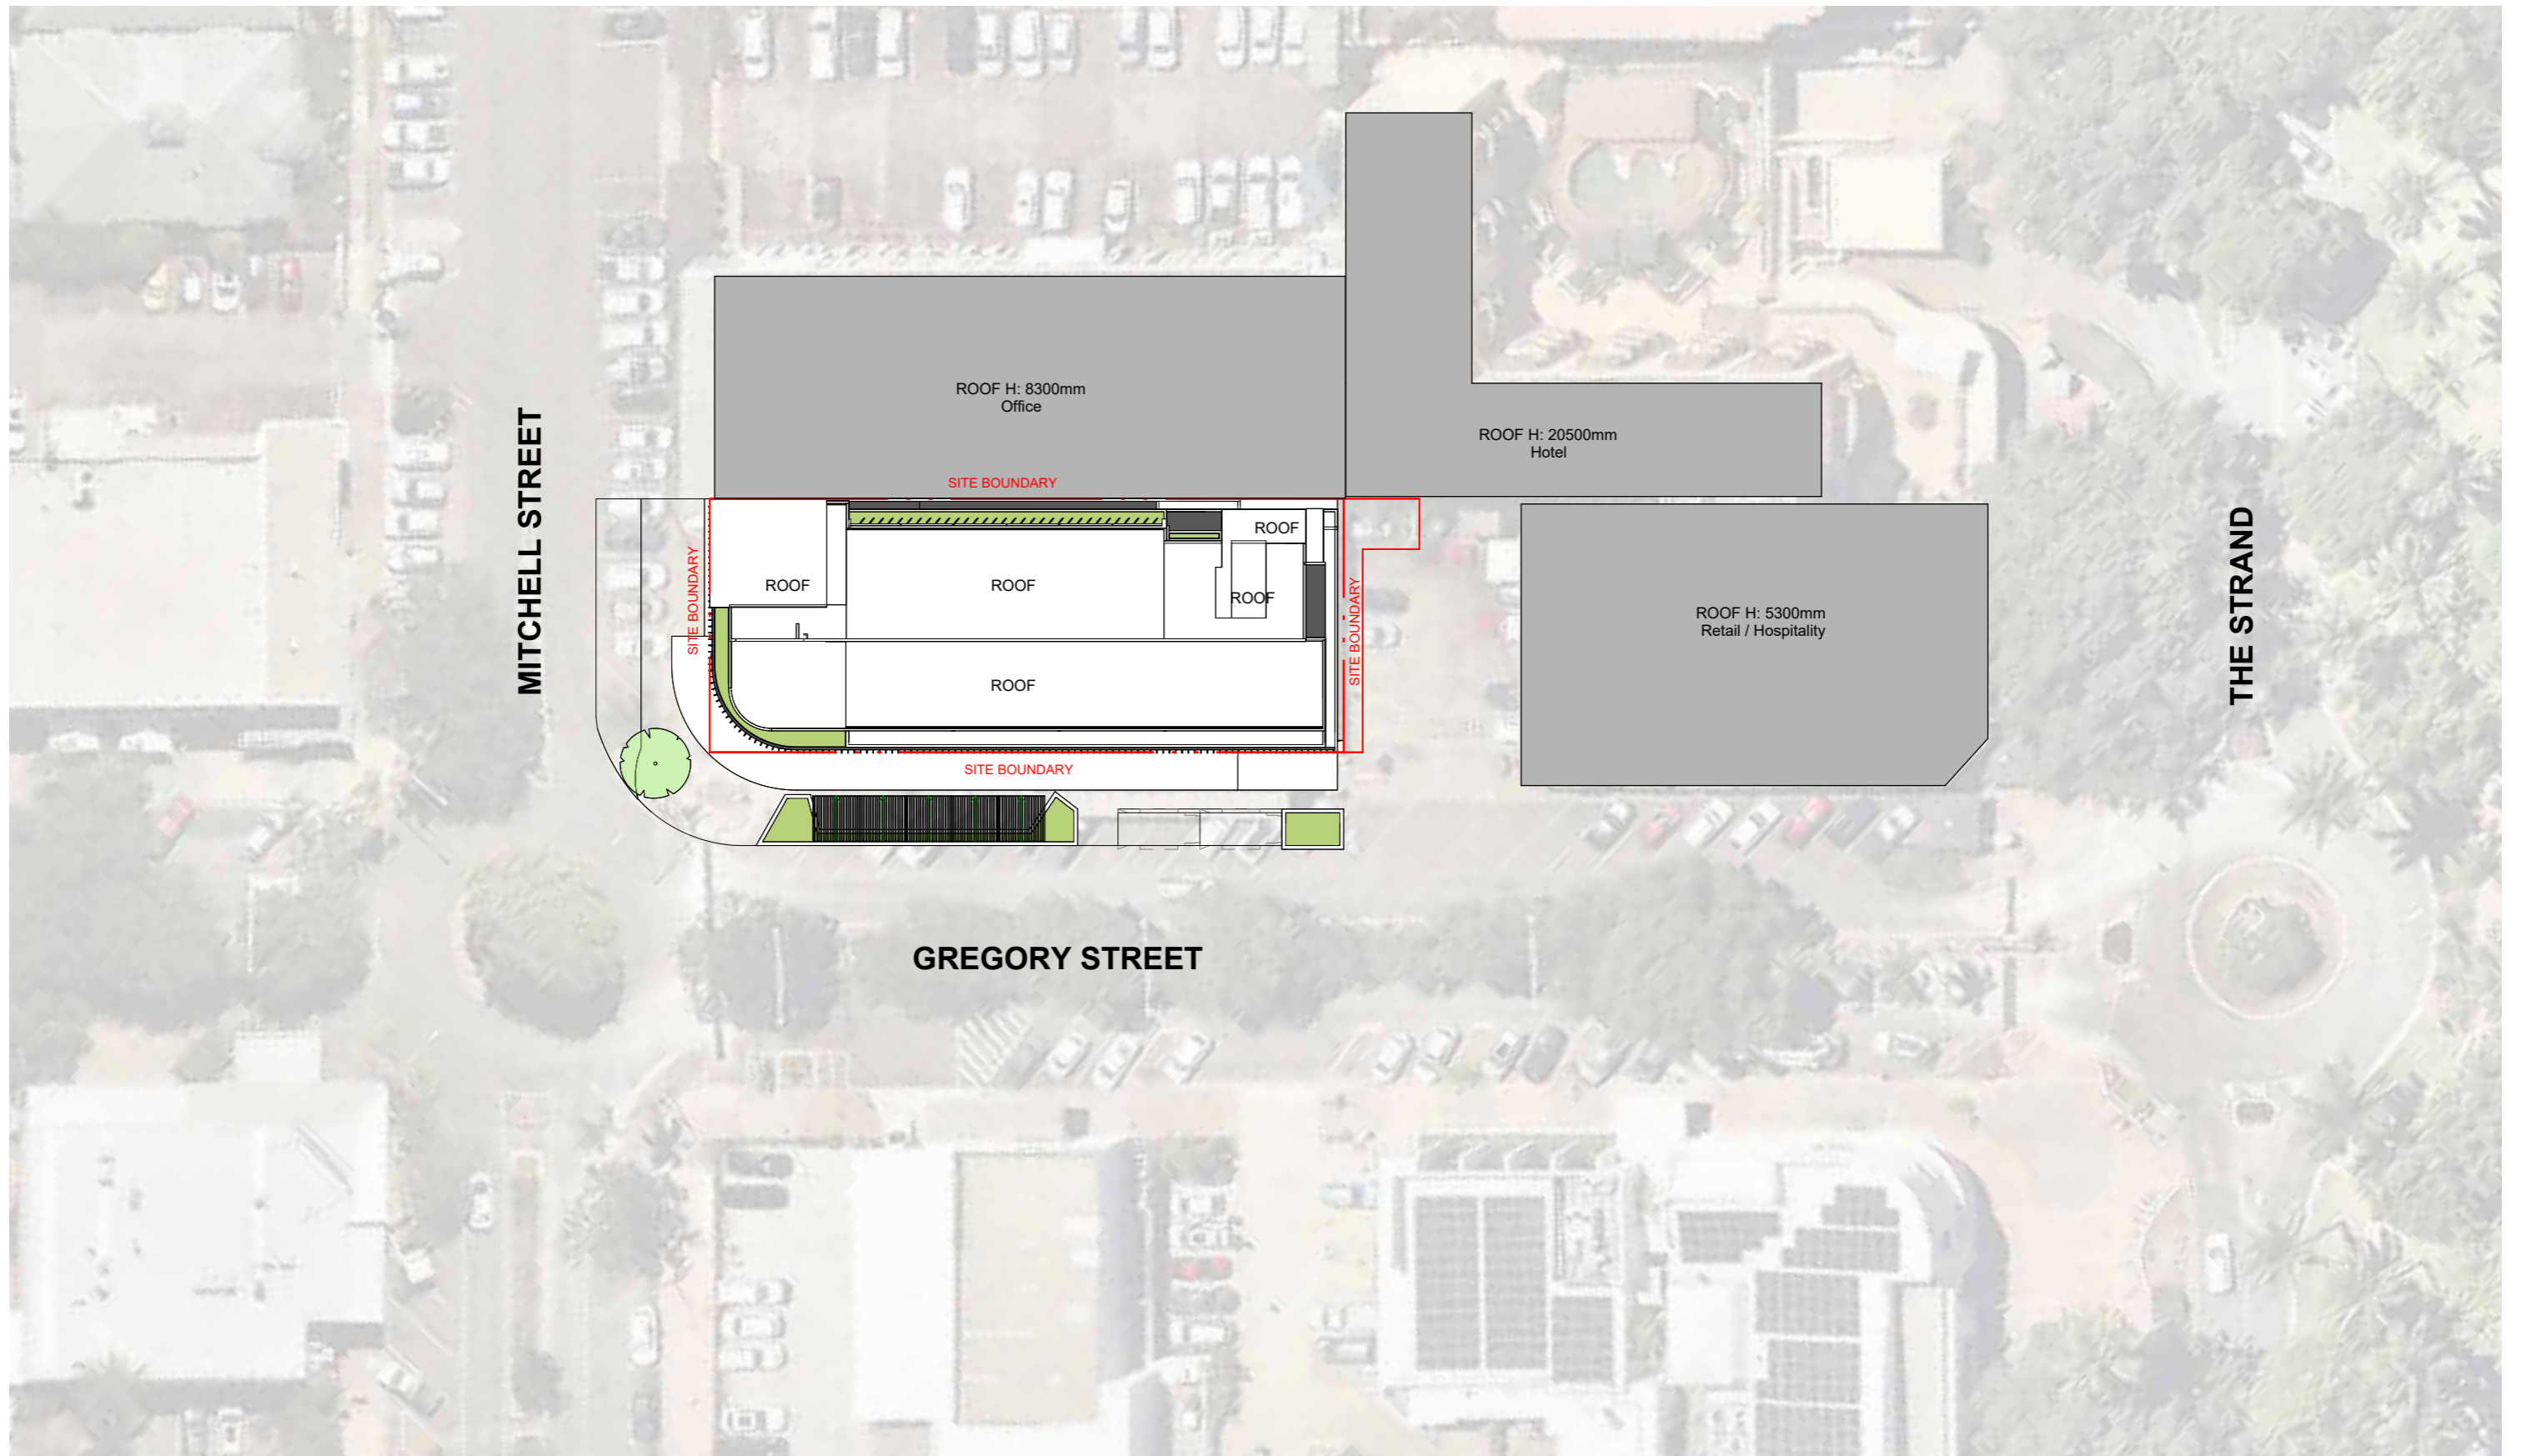 ROOF H: 8300mm
Office
ROOF H: 20500mm
Hotel
MITCHELL STREET
SITE BOUNDARY
SITE BOUNDARY
ROOF
ROOF
ROOF
ROOF
ROOF
SITE BOUNDARY
SITE BOUNDARY
ROOF H: 5300mm
Retail / Hospitality
THE STRAND
GREGORY STREET